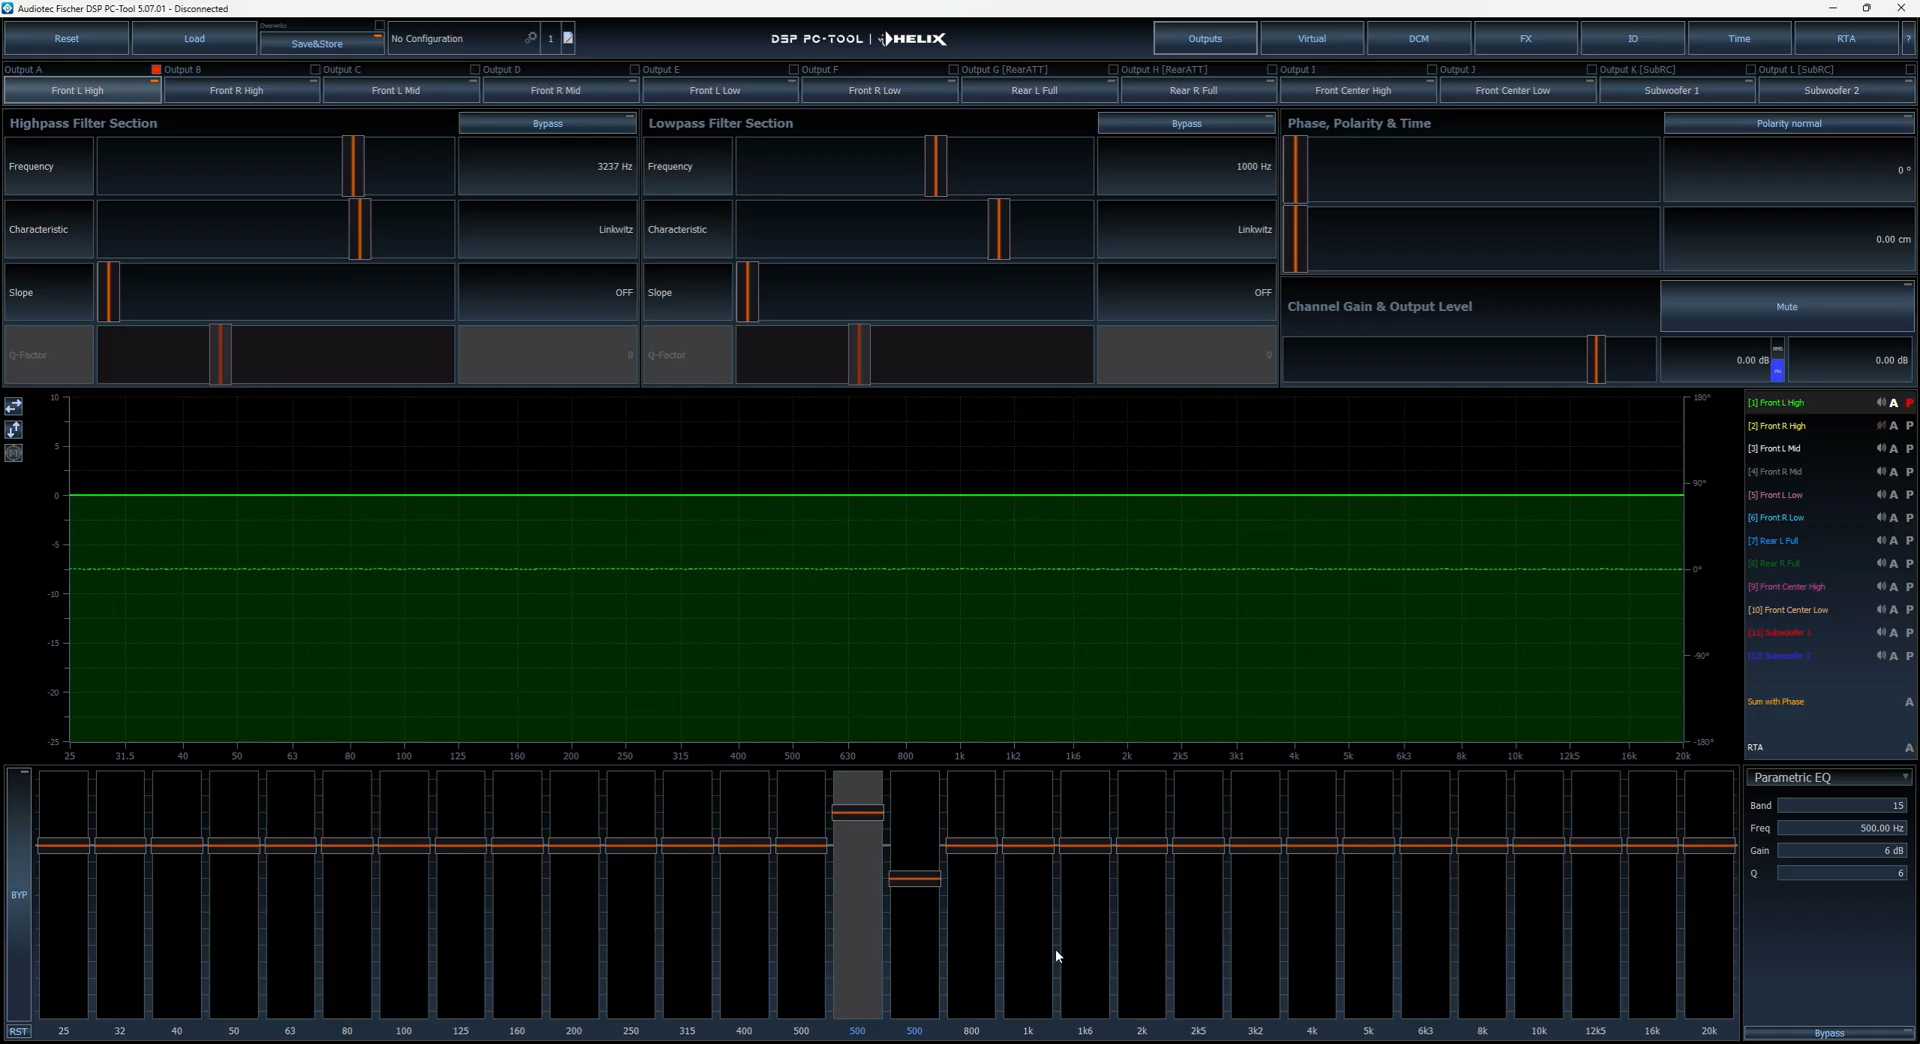 Audiotec Fischer DSP PC-Tool 5.07.01 - Disconnected
Reset
Load
Overwrite
Save&Store
No Configuration
1
DSP PC-TOOL | HELIX
Outputs
Virtual
DCM
FX
IO
Time
RTA
?
Output A
Output B
Output C
Output D
Output E
Output F
Output G [RearATT]
Output H [RearATT]
Output I
Output J
Output K [SubRC]
Output L [SubRC]
Front L High
Front R High
Front L Mid
Front R Mid
Front L Low
Front R Low
Rear L Full
Rear R Full
Front Center High
Front Center Low
Subwoofer 1
Subwoofer 2
Highpass Filter Section
Bypass
Frequency
3237 Hz
Characteristic
Linkwitz
Slope
OFF
Q-Factor
0
Lowpass Filter Section
Bypass
Frequency
1000 Hz
Characteristic
Linkwitz
Slope
OFF
Q-Factor
0
Phase, Polarity & Time
Polarity normal
0 °
0.00 cm
Channel Gain & Output Level
Mute
0.00 dB
RMS
0.00 dB
10
5
0
-5
-10
-15
-20
-25
180°
90°
0°
-90°
-180°
25 31.5 40 50 63 80 100 125 160 200 250 315 400 500 630 800 1k 1k2 1k6 2k 2k5 3k1 4k 5k 6k3 8k 10k 12k5 16k 20k
[1] Front L High A P
[2] Front R High A P
[3] Front L Mid A P
[4] Front R Mid A P
[5] Front L Low A P
[6] Front R Low A P
[7] Rear L Full A P
[8] Rear R Full A P
[9] Front Center High A P
[10] Front Center Low A P
[11] Subwoofer 1 A P
[12] Subwoofer 2 A P
Sum with Phase A
RTA A
BYP
RST
25 32 40 50 63 80 100 125 160 200 250 315 400 500 500 500 800 1k 1k6 2k 2k5 3k2 4k 5k 6k3 8k 10k 12k5 16k 20k
Parametric EQ
Band 15
Freq 500.00 Hz
Gain 6 dB
Q 6
Bypass